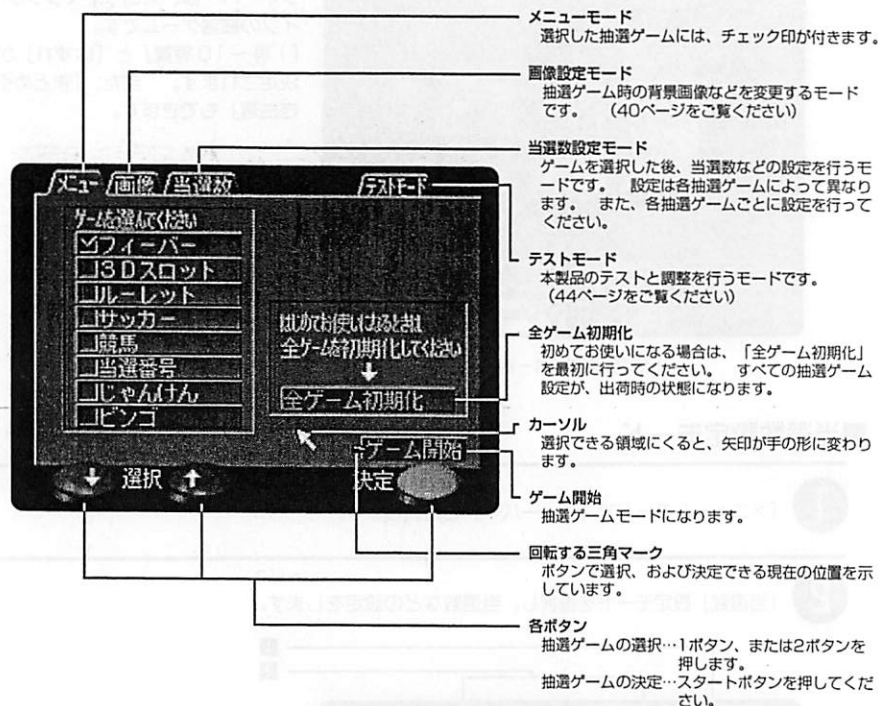 メニューモード
選択した抽選ゲームには、チェック印が付きます。
画像設定モード
抽選ゲーム時の背景画像などを変更するモード
です。 (40ページをご覧ください)
当選数設定モード
ゲームを選択した後、当選数などの設定を行うモ
ードです。 設定は各抽選ゲームによって異なり
ます。 また、各抽選ゲームごとに設定を行って
ください。
テストモード
本製品のテストと調整を行うモードです。
(44ページをご覧ください)
全ゲーム初期化
初めてお使いになる場合は、「全ゲーム初期化」
を最初に行ってください。 すべての抽選ゲーム
設定が、出荷時の状態になります。
カーソル
選択できる領域にくると、矢印が手の形に変わり
ます。
ゲーム開始
抽選ゲームモードになります。
回転する三角マーク
ボタンで選択、および決定できる現在の位置を示
しています。
各ボタン
抽選ゲームの選択…1ボタン、または2ボタンを
押します。
抽選ゲームの決定…スタートボタンを押してくだ
さい。
メニュー 画像 当選数 テストモード
ゲームを選んでください
フィーバー
3Dスロット
ルーレット
サッカー
競馬
当選番号
じゃんけん
ビンゴ
はじめてお使いになるときは
全ゲームを初期化してください
全ゲーム初期化
ゲーム開始
選択 決定